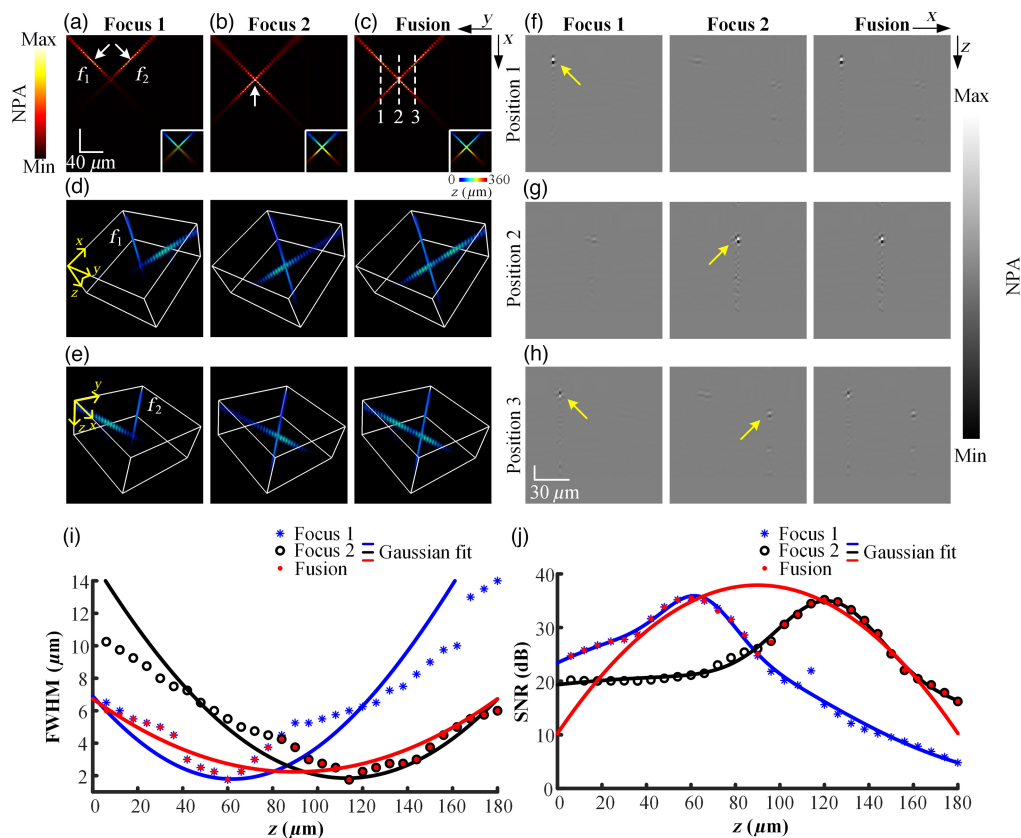 (a) Focus 1
(b) Focus 2
(c) Fusion
y
x
Max
NPA
Min
f1
f2
40 μm
1 2 3
0 360
z (μm)
(d)
f1
x
y
z
(e)
y
z
x
f2
(f) Focus 1 Focus 2 Fusion
x
z
Position 1
(g)
Position 2
(h)
Position 3
30 μm
Max
NPA
Min
(i)
Focus 1
Focus 2
Fusion
Gaussian fit
FWHM (μm)
14
12
10
8
6
4
2
0 20 40 60 80 100 120 140 160 180
z (μm)
(j)
Focus 1
Focus 2
Fusion
Gaussian fit
SNR (dB)
40
30
20
10
0
0 20 40 60 80 100 120 140 160 180
z (μm)